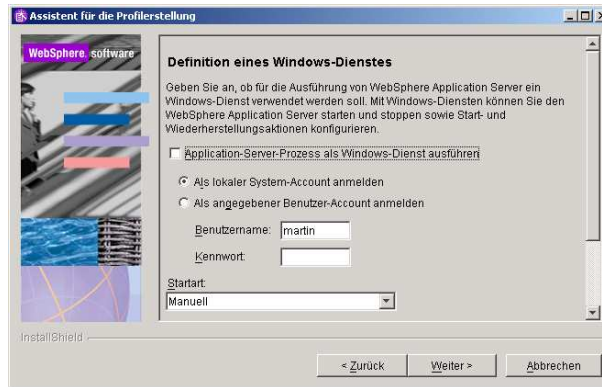 Assistent für die Profilerstellung
WebSphere. software
Definition eines Windows-Dienstes
Geben Sie an, ob für die Ausführung von WebSphere Application Server ein
Windows-Dienst verwendet werden soll. Mit Windows-Diensten können Sie den
WebSphere Application Server starten und stoppen sowie Start- und
Wiederherstellungsaktionen konfigurieren.
Application-Server-Prozess als Windows-Dienst ausführen
Als lokaler System-Account anmelden
Als angegebener Benutzer-Account anmelden
Benutzername: martin
Kennwort:
Startart:
Manuell
InstallShield
< Zurück Weiter > Abbrechen